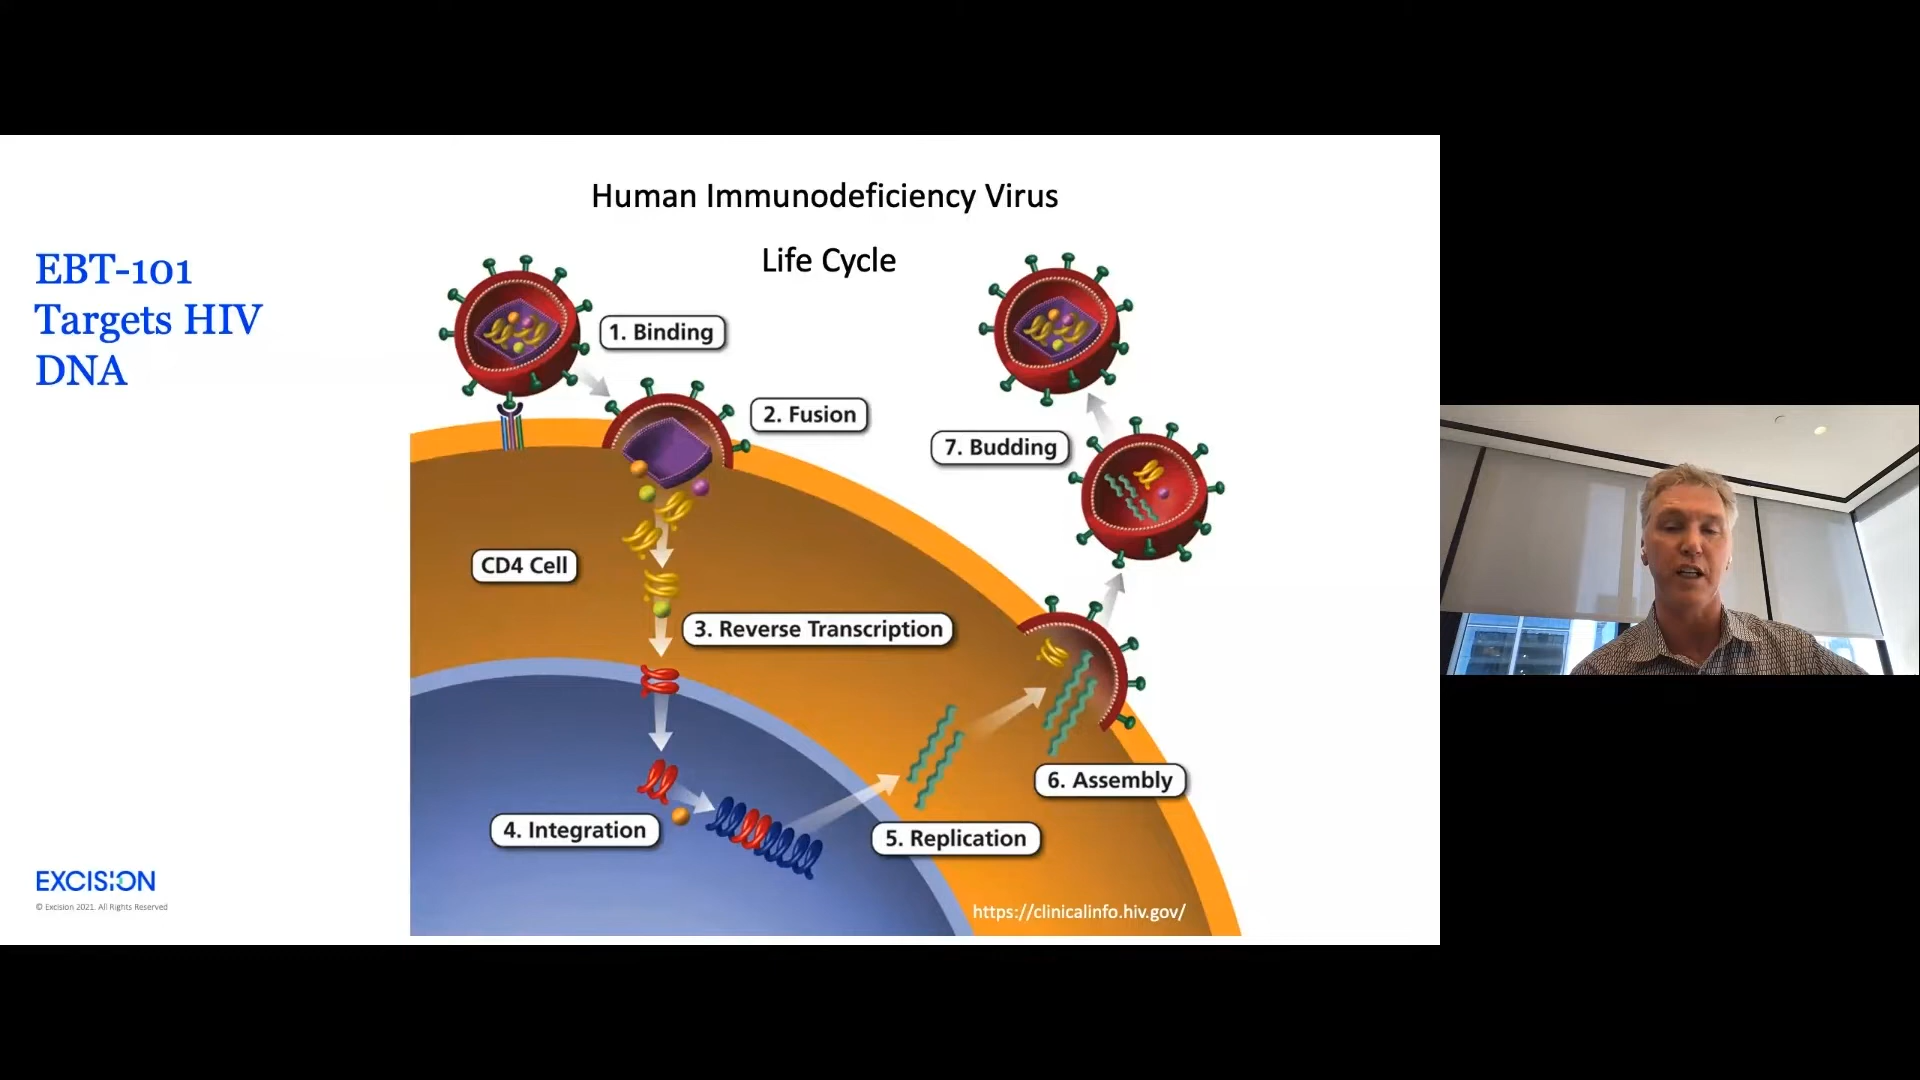 Human Immunodeficiency Virus
Life Cycle
EBT-101
Targets HIV
DNA
1. Binding
2. Fusion
7. Budding
CD4 Cell
3. Reverse Transcription
6. Assembly
4. Integration
5. Replication
EXCISION
© Excision 2021. All Rights Reserved
https://clinicalinfo.hiv.gov/